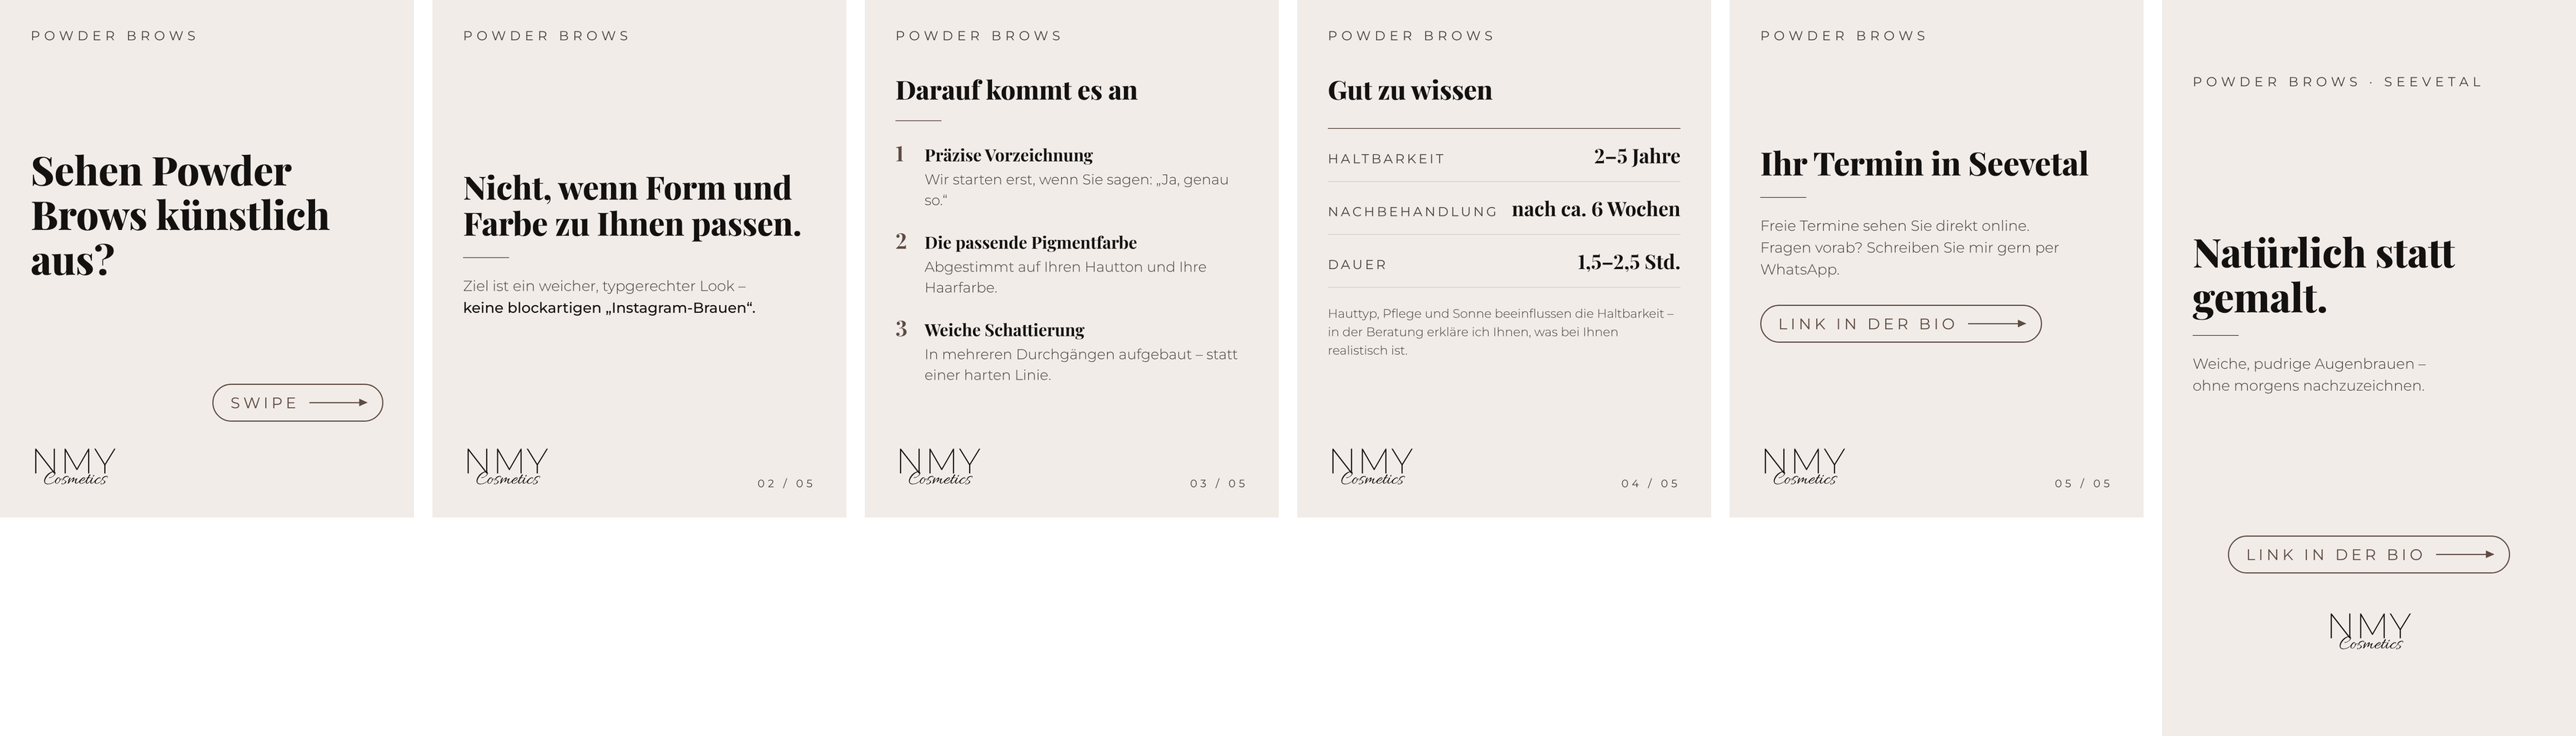 POWDER BROWS
Sehen Powder
Brows künstlich
aus?
SWIPE
NMY
Cosmetics
POWDER BROWS
Nicht, wenn Form und
Farbe zu Ihnen passen.
Ziel ist ein weicher, typgerechter Look –
keine blockartigen „Instagram-Brauen“.
NMY
Cosmetics
02 / 05
POWDER BROWS
Darauf kommt es an
1 Präzise Vorzeichnung
Wir starten erst, wenn Sie sagen: „Ja, genau
so.“
2 Die passende Pigmentfarbe
Abgestimmt auf Ihren Hautton und Ihre
Haarfarbe.
3 Weiche Schattierung
In mehreren Durchgängen aufgebaut – statt
einer harten Linie.
NMY
Cosmetics
03 / 05
POWDER BROWS
Gut zu wissen
HALTBARKEIT 2–5 Jahre
NACHBEHANDLUNG nach ca. 6 Wochen
DAUER 1,5–2,5 Std.
Hauttyp, Pflege und Sonne beeinflussen die Haltbarkeit –
in der Beratung erkläre ich Ihnen, was bei Ihnen
realistisch ist.
NMY
Cosmetics
04 / 05
POWDER BROWS
Ihr Termin in Seevetal
Freie Termine sehen Sie direkt online.
Fragen vorab? Schreiben Sie mir gern per
WhatsApp.
LINK IN DER BIO
NMY
Cosmetics
05 / 05
POWDER BROWS · SEEVETAL
Natürlich statt
gemalt.
Weiche, pudrige Augenbrauen –
ohne morgens nachzuzeichnen.
LINK IN DER BIO
NMY
Cosmetics